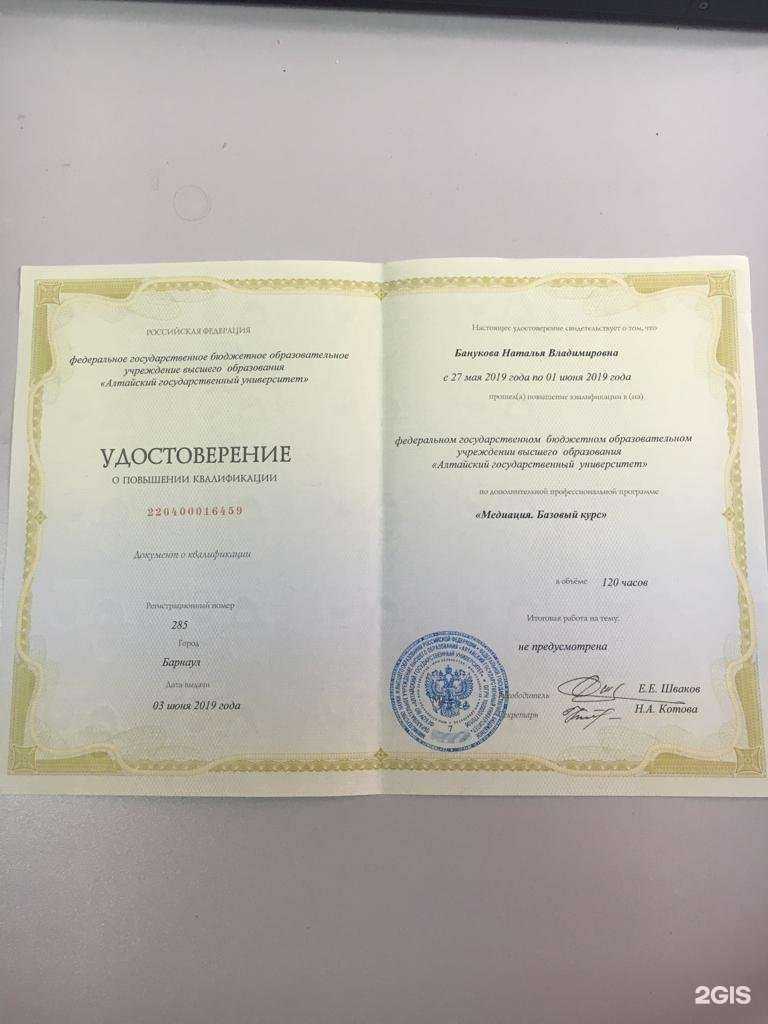 РОССИЙСКАЯ ФЕДЕРАЦИЯ
федеральное государственное бюджетное образовательное
учреждение высшего образования
«Алтайский государственный университет»
УДОСТОВЕРЕНИЕ
О ПОВЫШЕНИИ КВАЛИФИКАЦИИ
220400016459
Документ о квалификации
Регистрационный номер
285
Город
Барнаул
Дата выдачи
03 июня 2019 года
Настоящее удостоверение свидетельствует о том, что
Банукова Наталья Владимировна
с 27 мая 2019 года по 01 июня 2019 года
прошел(а) повышение квалификации в (на)
федеральном государственном бюджетном образовательном
учреждении высшего образования
«Алтайский государственный университет»
по дополнительной профессиональной программе
«Медиация. Базовый курс»
в объёме 120 часов
Итоговая работа на тему:
не предусмотрена
Руководитель Е.Е. Шваков
Секретарь Н.А. Котова
2GIS